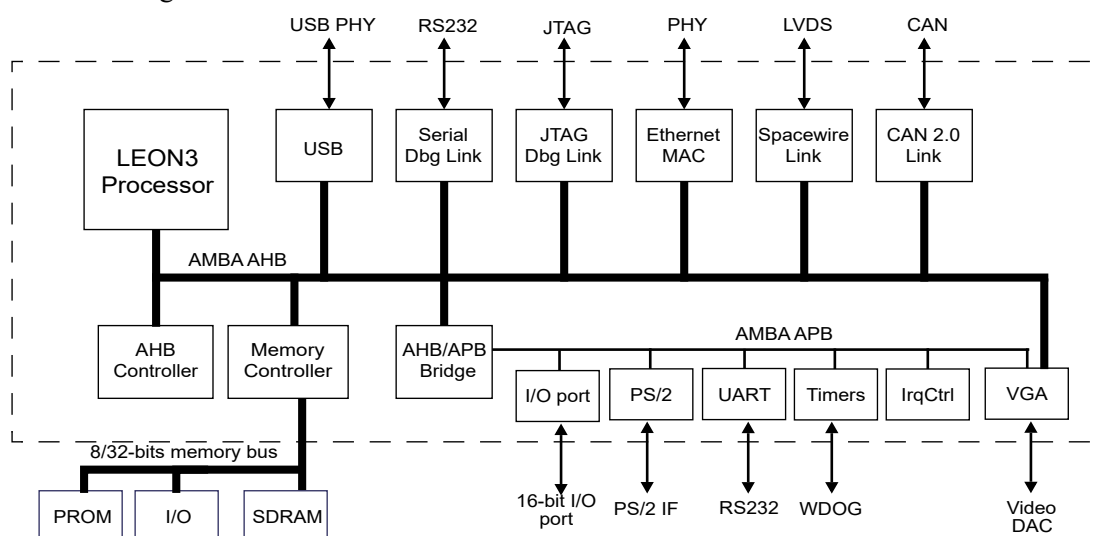 USB PHY
RS232
JTAG
PHY
LVDS
CAN
LEON3
Processor
USB
Serial
Dbg Link
JTAG
Dbg Link
Ethernet
MAC
Spacewire
Link
CAN 2.0
Link
AMBA AHB
AHB
Controller
Memory
Controller
AHB/APB
Bridge
AMBA APB
I/O port
PS/2
UART
Timers
IrqCtrl
VGA
8/32-bits memory bus
PROM
I/O
SDRAM
16-bit I/O
port
PS/2 IF
RS232
WDOG
Video
DAC